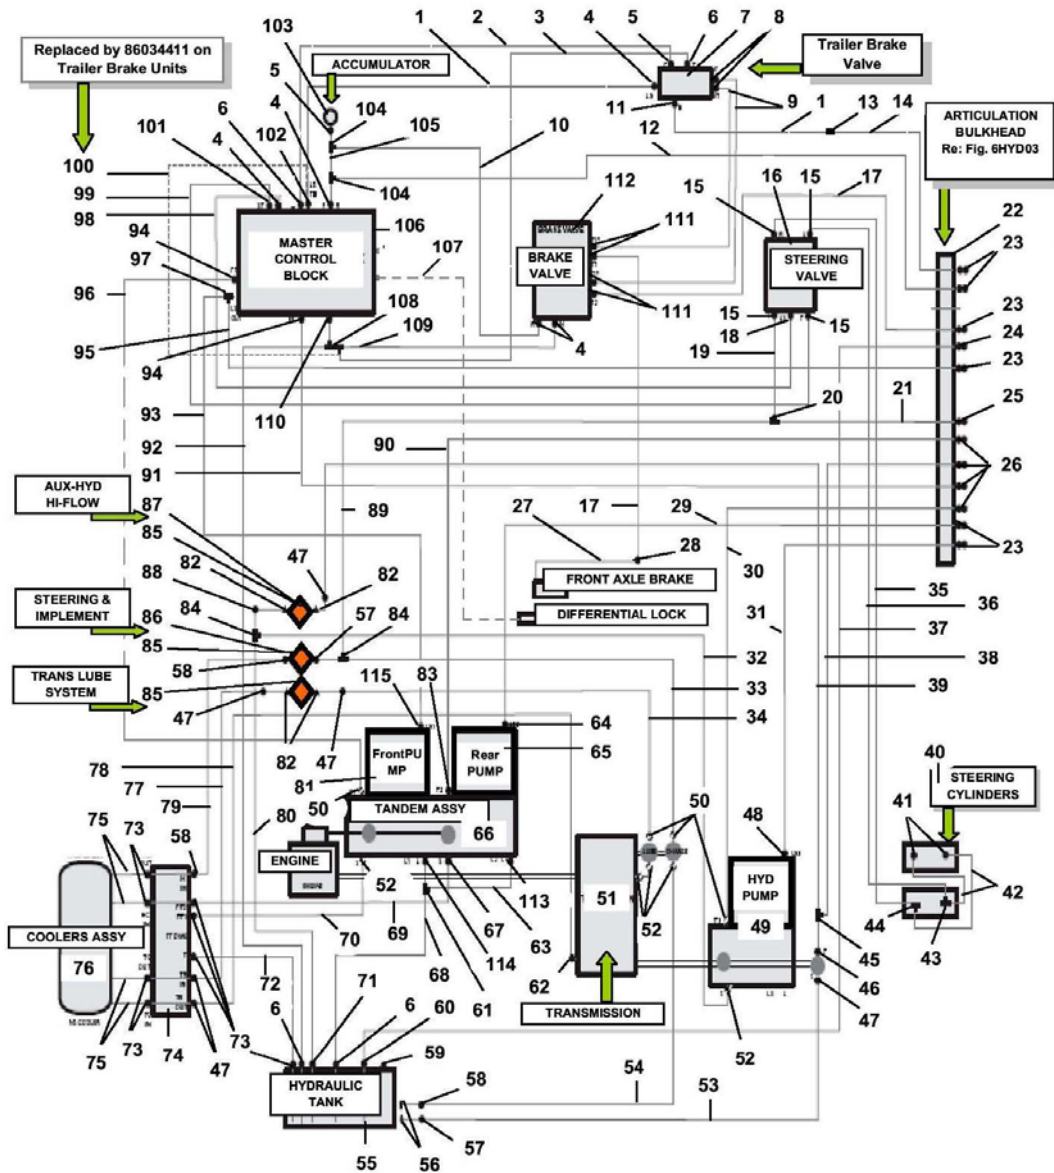 103 1 2 3 4 5 6 7 8
Replaced by 86034411 on
Trailer Brake Units
ACCUMULATOR
Trailer Brake
Valve
5 4 104 105 10 11 12 9 1 13 14
101 6 4 102
ARTICULATION
BULKHEAD
Re: Fig. 6HYD03
100
99
98
104 106 107 112 111 15 16 15 17 22
94
97
96
MASTER
CONTROL
BLOCK
BRAKE
VALVE
STEERING
VALVE
23
108
109
111
4
15 18 15
19
23
24
23
95
94
93
92
91
110
90
20
21
25
26
AUX-HYD
HI-FLOW
87
85
82
88
47
89
82
27
17
28
29
30
23
FRONT AXLE BRAKE
DIFFERENTIAL LOCK
STEERING &
IMPLEMENT
84
86
85
58
57
84
31
32
33
34
35
36
37
38
39
TRANS LUBE
SYSTEM
85
47
82
47
115
83
64
65
78
77
79
80
FrontPU
MP
Rear
PUMP
81
50
TANDEM ASSY
66
ENGINE
ENGINE
52
50
48
40
STEERING
CYLINDERS
41
42
44
43
75
73
58
51
52
HYD
PUMP
49
COOLERS ASSY
76
70
69
67
113
63
114
68
61
62
TRANSMISSION
45
46
47
52
72
71
6
6
60
59
75
73
74
47
73
HYDRAULIC
TANK
55
58
57
56
54
53